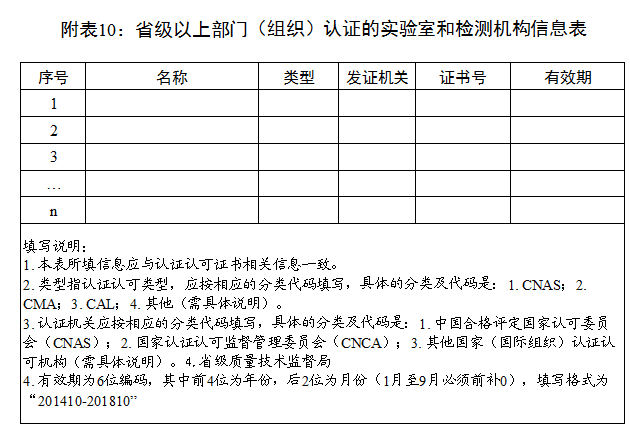 附表10：省级以上部门（组织）认证的实验室和检测机构信息表
序号 名称 类型 发证机关 证书号 有效期
1
2
3
…
n
填写说明：
1. 本表所填信息应与认证认可证书相关信息一致。
2. 类型指认证认可类型，应按相应的分类代码填写，具体的分类及代码是：1. CNAS；2.
CMA；3. CAL；4. 其他（需具体说明）。
3. 认证机关应按相应的分类代码填写，具体的分类及代码是：1. 中国合格评定国家认可委员
会（CNAS）；2. 国家认证认可监督管理委员会（CNCA）；3. 其他国家（国际组织）认证认
可机构（需具体说明）。4. 省级质量技术监督局
4. 有效期为6位编码，其中前4位为年份，后2位为月份（1月至9月必须前补0），填写格式为
“201410-201810”